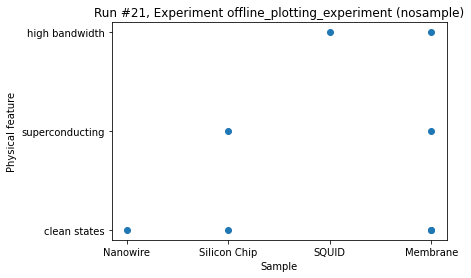 Run #21, Experiment offline_plotting_experiment (nosample)
high bandwidth
superconducting
clean states
Physical feature
Nanowire
Silicon Chip
SQUID
Membrane
Sample